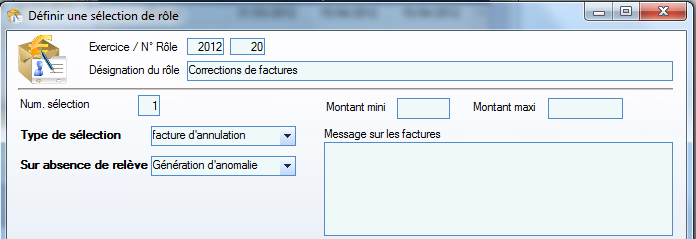 Définir une sélection de rôle
Exercice / N° Rôle 2012 20
Désignation du rôle Corrections de factures
Num. sélection 1 Montant mini Montant maxi
Type de sélection facture d'annulation Message sur les factures
Sur absence de relève Génération d'anomalie